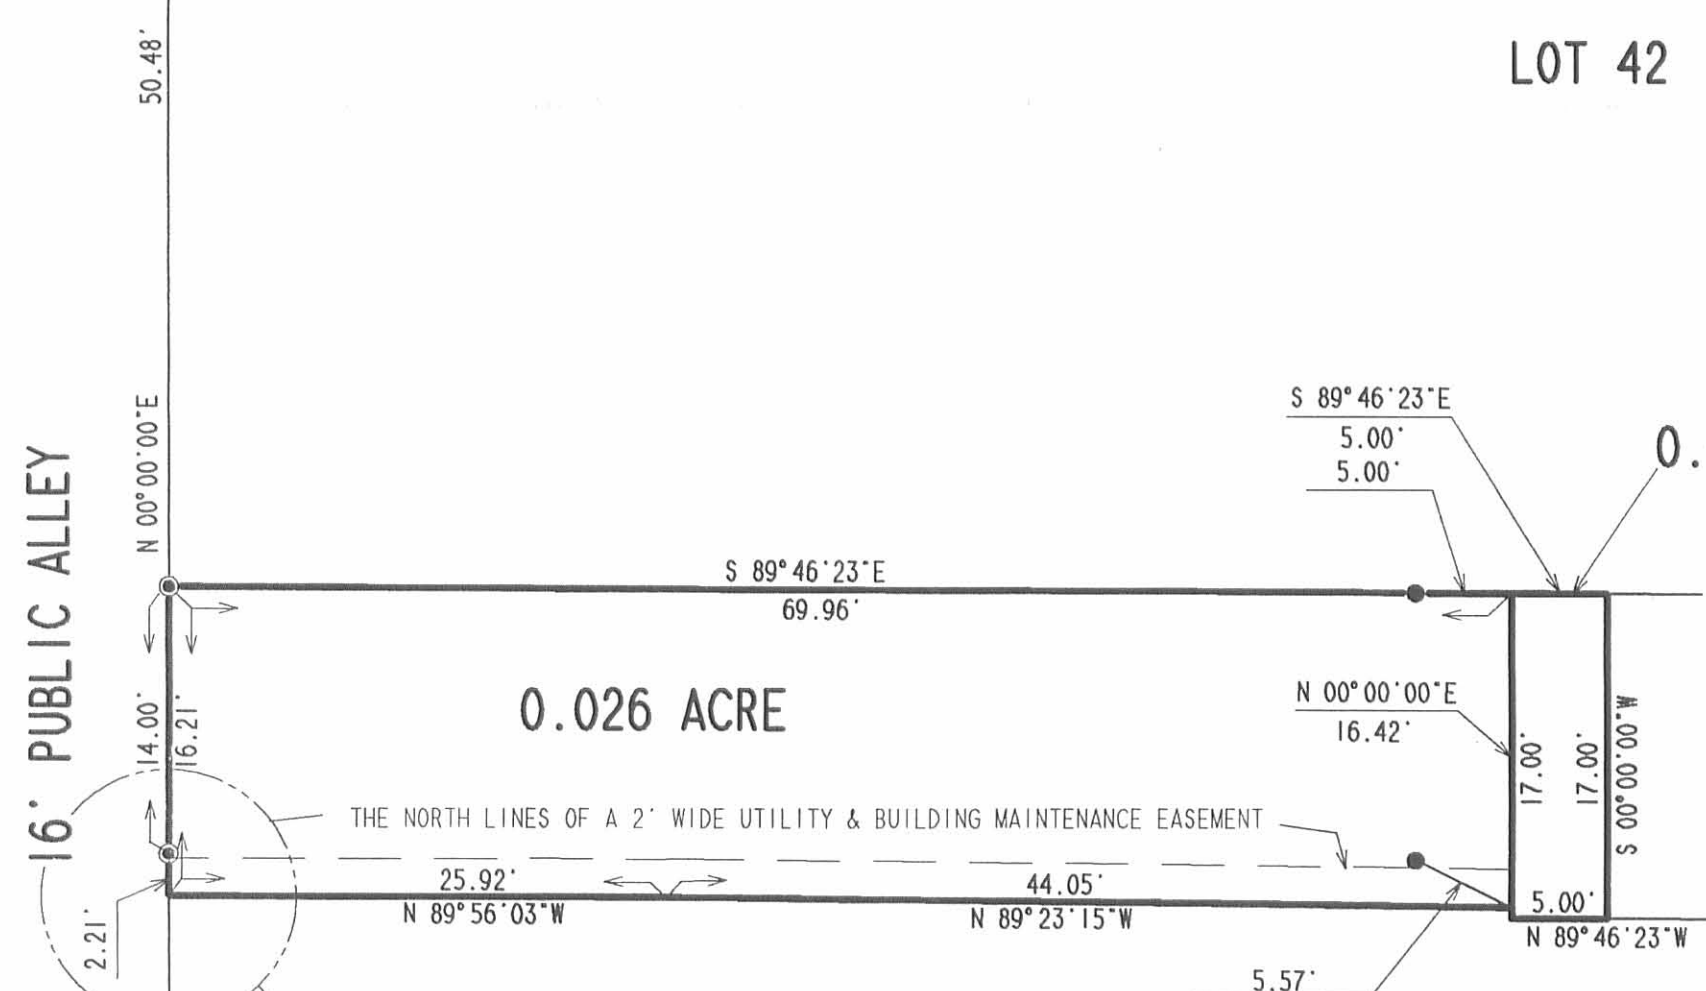 50.48'
LOT 42
N 00°00'00"E
16' PUBLIC ALLEY
S 89°46'23"E
5.00'
5.00'
0.
S 89°46'23"E
69.96'
0.026 ACRE
14.00'
16.21'
N 00°00'00"E
16.42'
17.00'
17.00'
S 00°00'00"W
THE NORTH LINES OF A 2' WIDE UTILITY & BUILDING MAINTENANCE EASEMENT
25.92'
N 89°56'03"W
44.05'
N 89°23'15"W
5.00'
N 89°46'23"W
2.21'
5.57'